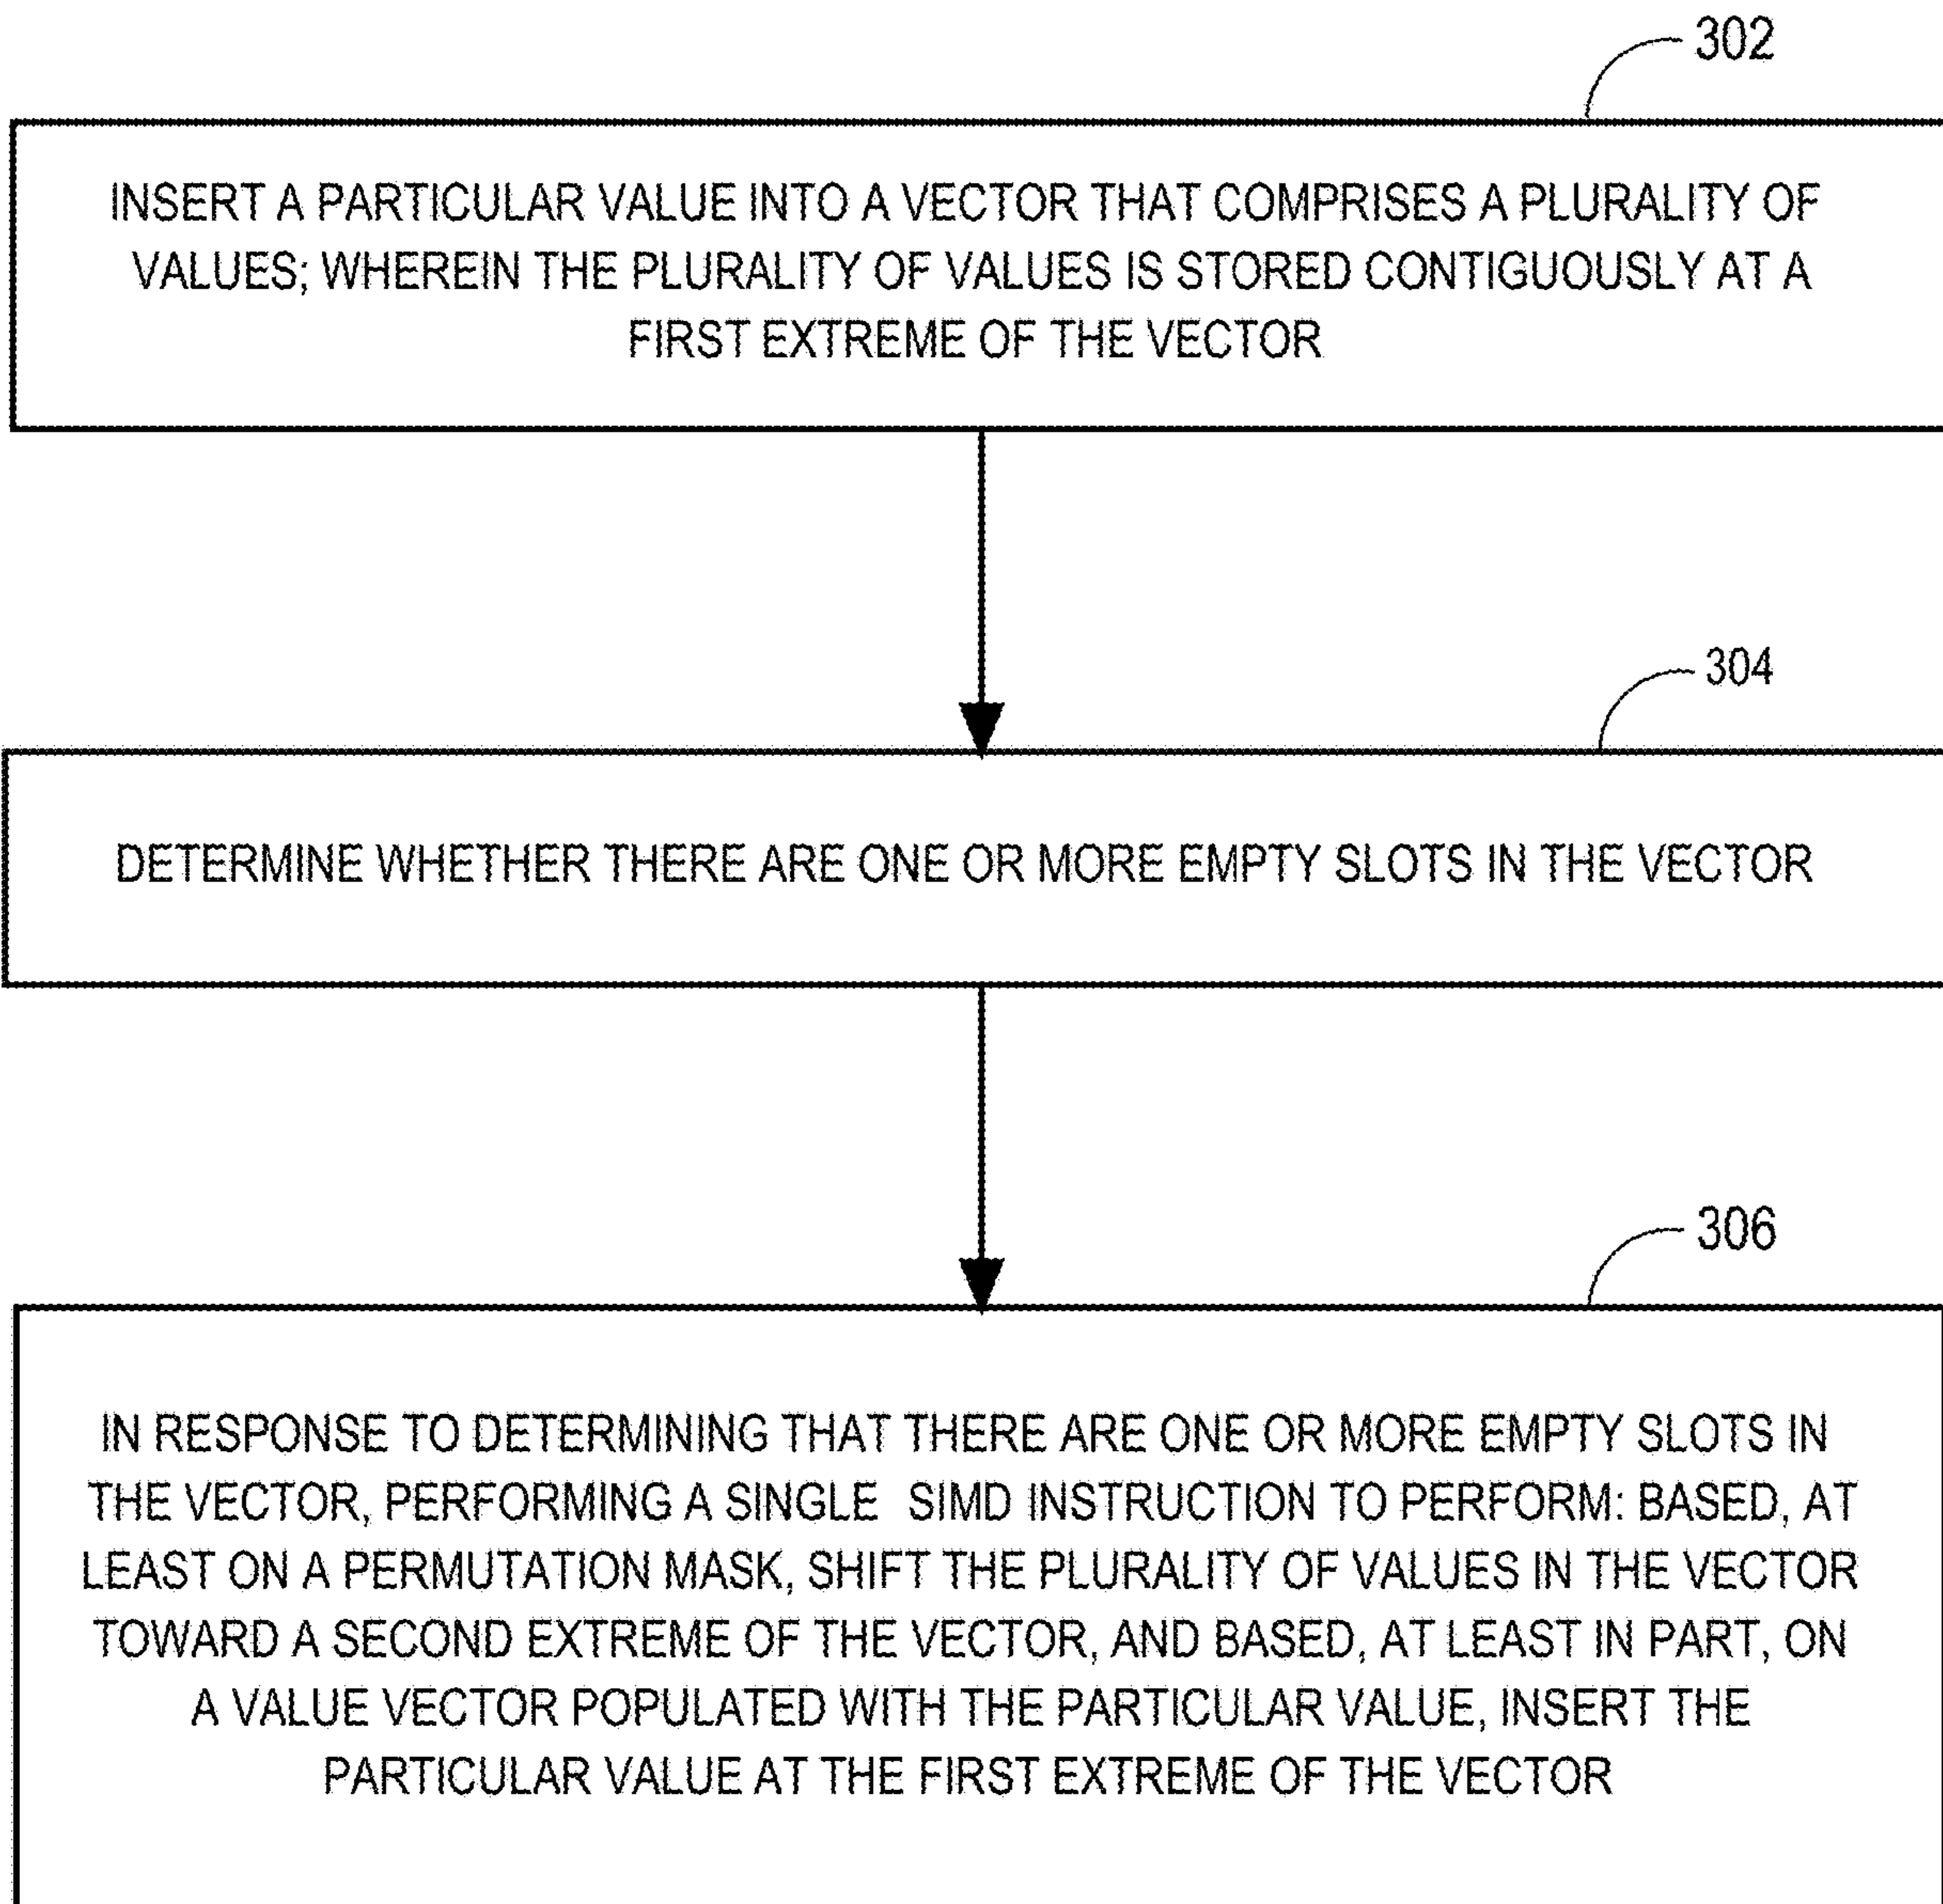 302
INSERT A PARTICULAR VALUE INTO A VECTOR THAT COMPRISES A PLURALITY OF
VALUES; WHEREIN THE PLURALITY OF VALUES IS STORED CONTIGUOUSLY AT A
FIRST EXTREME OF THE VECTOR
304
DETERMINE WHETHER THERE ARE ONE OR MORE EMPTY SLOTS IN THE VECTOR
306
IN RESPONSE TO DETERMINING THAT THERE ARE ONE OR MORE EMPTY SLOTS IN
THE VECTOR, PERFORMING A SINGLE SIMD INSTRUCTION TO PERFORM: BASED, AT
LEAST ON A PERMUTATION MASK, SHIFT THE PLURALITY OF VALUES IN THE VECTOR
TOWARD A SECOND EXTREME OF THE VECTOR, AND BASED, AT LEAST IN PART, ON
A VALUE VECTOR POPULATED WITH THE PARTICULAR VALUE, INSERT THE
PARTICULAR VALUE AT THE FIRST EXTREME OF THE VECTOR